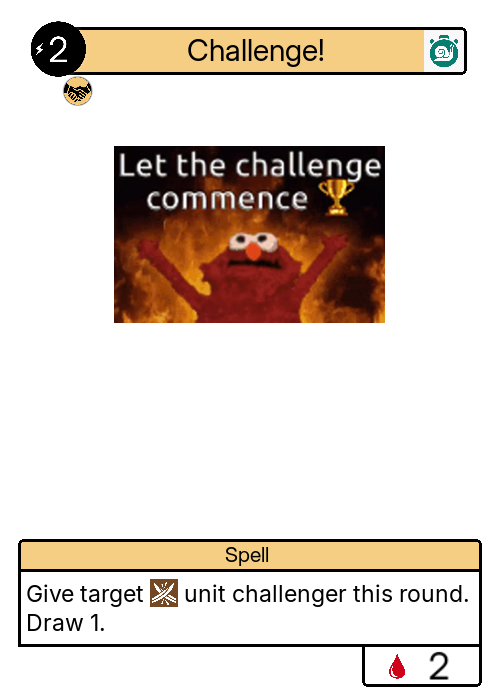 2
Challenge!
Let the challenge
commence
Spell
Give target unit challenger this round.
Draw 1.
2